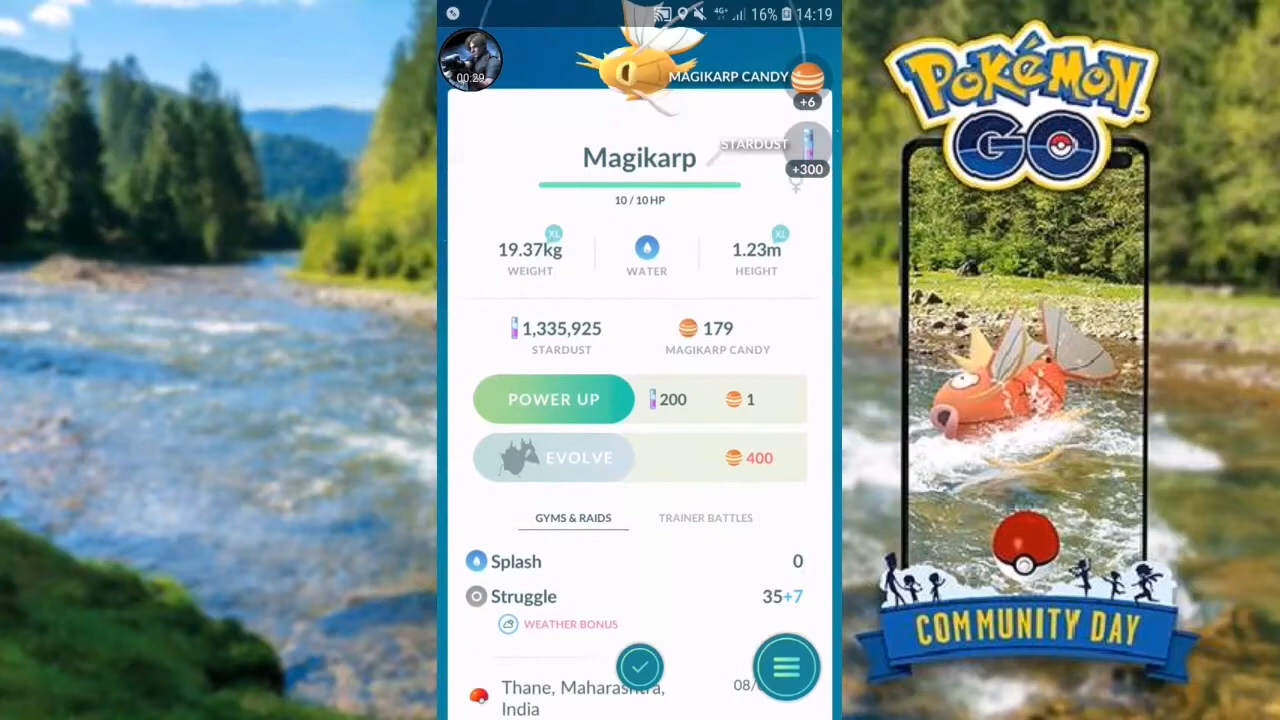 4G+ 16% 14:19
00:29
MAGIKARP CANDY
+6
STARDUST
+300
Magikarp
10 / 10 HP
XL XL
19.37kg 1.23m
WEIGHT WATER HEIGHT
1,335,925 179
STARDUST MAGIKARP CANDY
POWER UP 200 1
EVOLVE 400
GYMS & RAIDS TRAINER BATTLES
Splash 0
Struggle 35+7
WEATHER BONUS
Thane, Maharashtra, 08/
India
POKÉMON
GO
COMMUNITY DAY